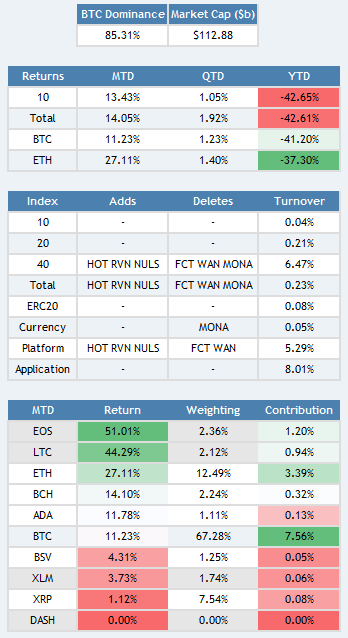 BTC Dominance Market Cap ($b)
85.31% $112.88
Returns MTD QTD YTD
10 13.43% 1.05% -42.65%
Total 14.05% 1.92% -42.61%
BTC 11.23% 1.23% -41.20%
ETH 27.11% 1.40% -37.30%
Index Adds Deletes Turnover
10 - - 0.04%
20 - - 0.21%
40 HOT RVN NULS FCT WAN MONA 6.47%
Total HOT RVN NULS FCT WAN MONA 0.23%
ERC20 - - 0.08%
Currency - MONA 0.05%
Platform HOT RVN NULS FCT WAN 5.29%
Application - - 8.01%
MTD Return Weighting Contribution
EOS 51.01% 2.36% 1.20%
LTC 44.29% 2.12% 0.94%
ETH 27.11% 12.49% 3.39%
BCH 14.10% 2.24% 0.32%
ADA 11.78% 1.11% 0.13%
BTC 11.23% 67.28% 7.56%
BSV 4.31% 1.25% 0.05%
XLM 3.73% 1.74% 0.06%
XRP 1.12% 7.54% 0.08%
DASH 0.00% 0.00% 0.00%